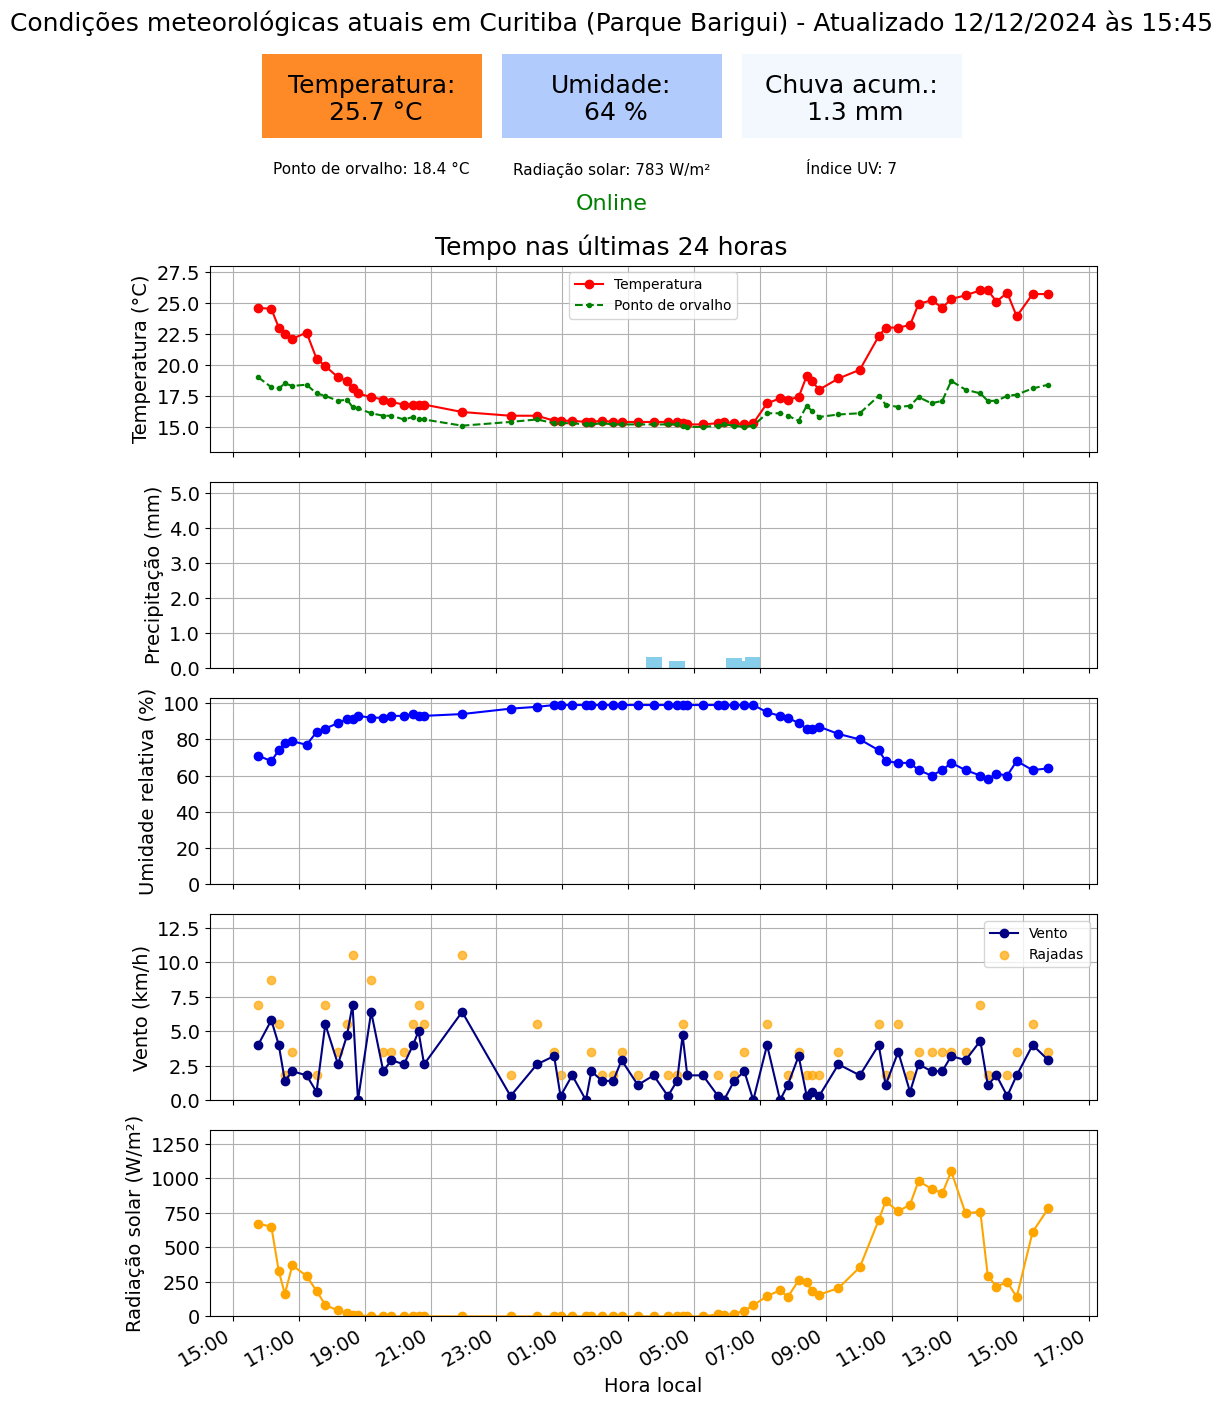 Condições meteorológicas atuais em Curitiba (Parque Barigui) - Atualizado 12/12/2024 às 15:45
Temperatura:
25.7 °C
Umidade:
64 %
Chuva acum.:
1.3 mm
Ponto de orvalho: 18.4 °C
Radiação solar: 783 W/m²
Índice UV: 7
Online
Tempo nas últimas 24 horas
Temperatura (°C)
27.5
25.0
22.5
20.0
17.5
15.0
Temperatura
Ponto de orvalho
Precipitação (mm)
5.0
4.0
3.0
2.0
1.0
0.0
Umidade relativa (%)
100
80
60
40
20
0
Vento (km/h)
12.5
10.0
7.5
5.0
2.5
0.0
Vento
Rajadas
Radiação solar (W/m²)
1250
1000
750
500
250
0
15:00
17:00
19:00
21:00
23:00
01:00
03:00
05:00
07:00
09:00
11:00
13:00
15:00
17:00
Hora local